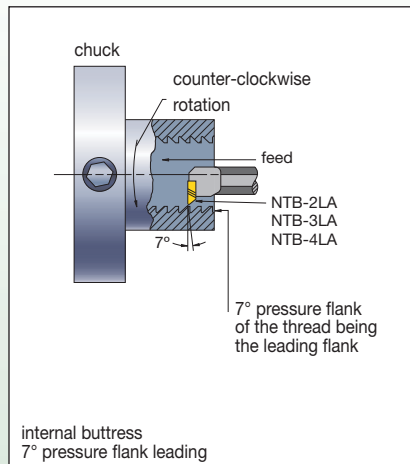 chuck
counter-clockwise
rotation
feed
NTB-2LA
NTB-3LA
NTB-4LA
7°
7° pressure flank
of the thread being
the leading flank
internal buttress
7° pressure flank leading